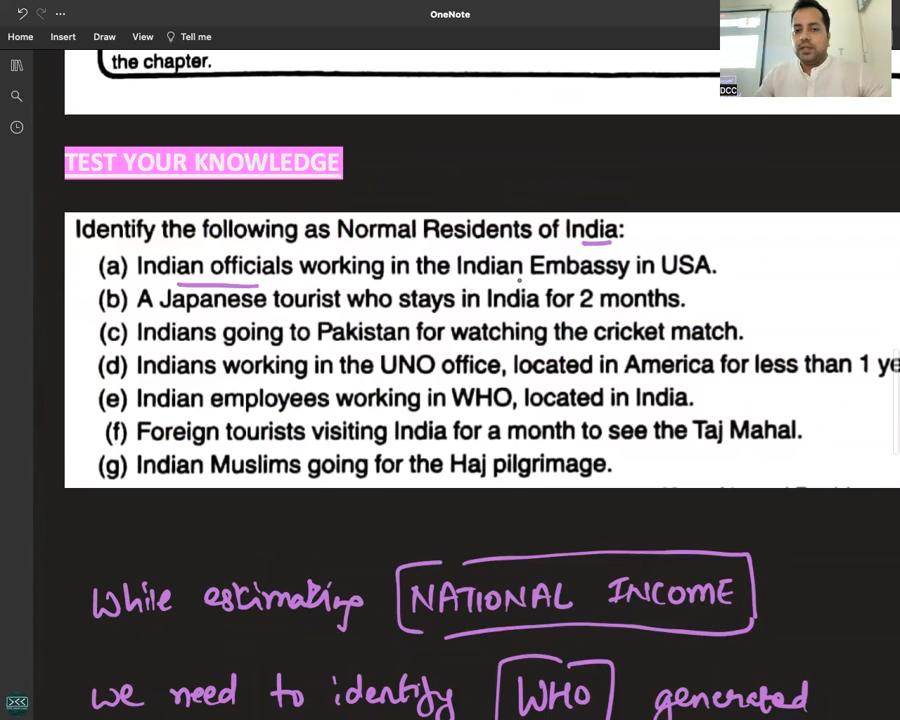 OneNote
Home Insert Draw View Tell me
DCC
the chapter.
TEST YOUR KNOWLEDGE
Identify the following as Normal Residents of India:
(a) Indian officials working in the Indian Embassy in USA.
(b) A Japanese tourist who stays in India for 2 months.
(c) Indians going to Pakistan for watching the cricket match.
(d) Indians working in the UNO office, located in America for less than 1 ye
(e) Indian employees working in WHO, located in India.
(f) Foreign tourists visiting India for a month to see the Taj Mahal.
(g) Indian Muslims going for the Haj pilgrimage.
While estimating NATIONAL INCOME
we need to identify WHO generated